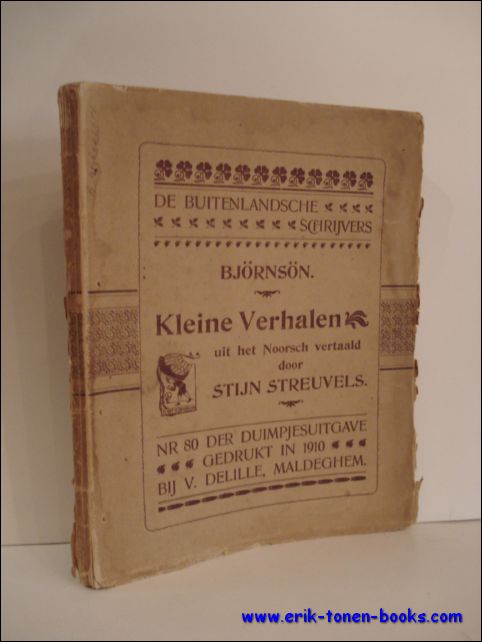 DE BUITENLANDSCHE
SCHRIJVERS
BJÖRNSÖN.
Kleine Verhalen
uit het Noorsch vertaald
door
STIJN STREUVELS.
NR 80 DER DUIMPJESUITGAVE
GEDRUKT IN 1910
BIJ V. DELILLE, MALDEGHEM.
www.erik-tonen-books.com